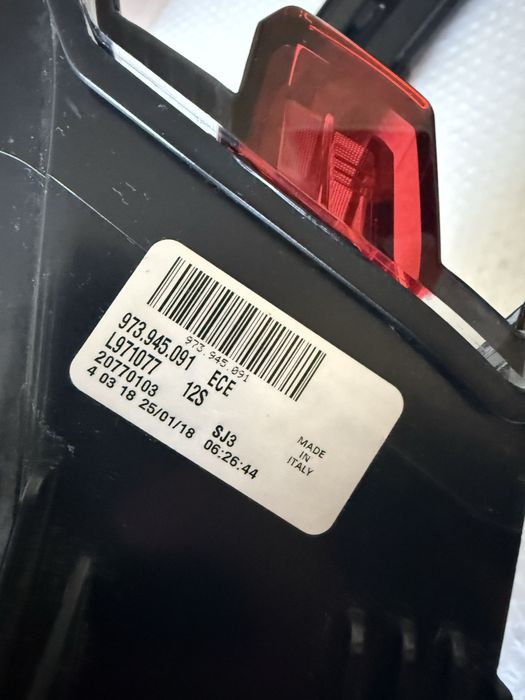 973.945.091
973.945.091 ECE
L971077 12S
20770103 SJ3
4 03 18 25/01/18 06:26:44
MADE
IN
ITALY